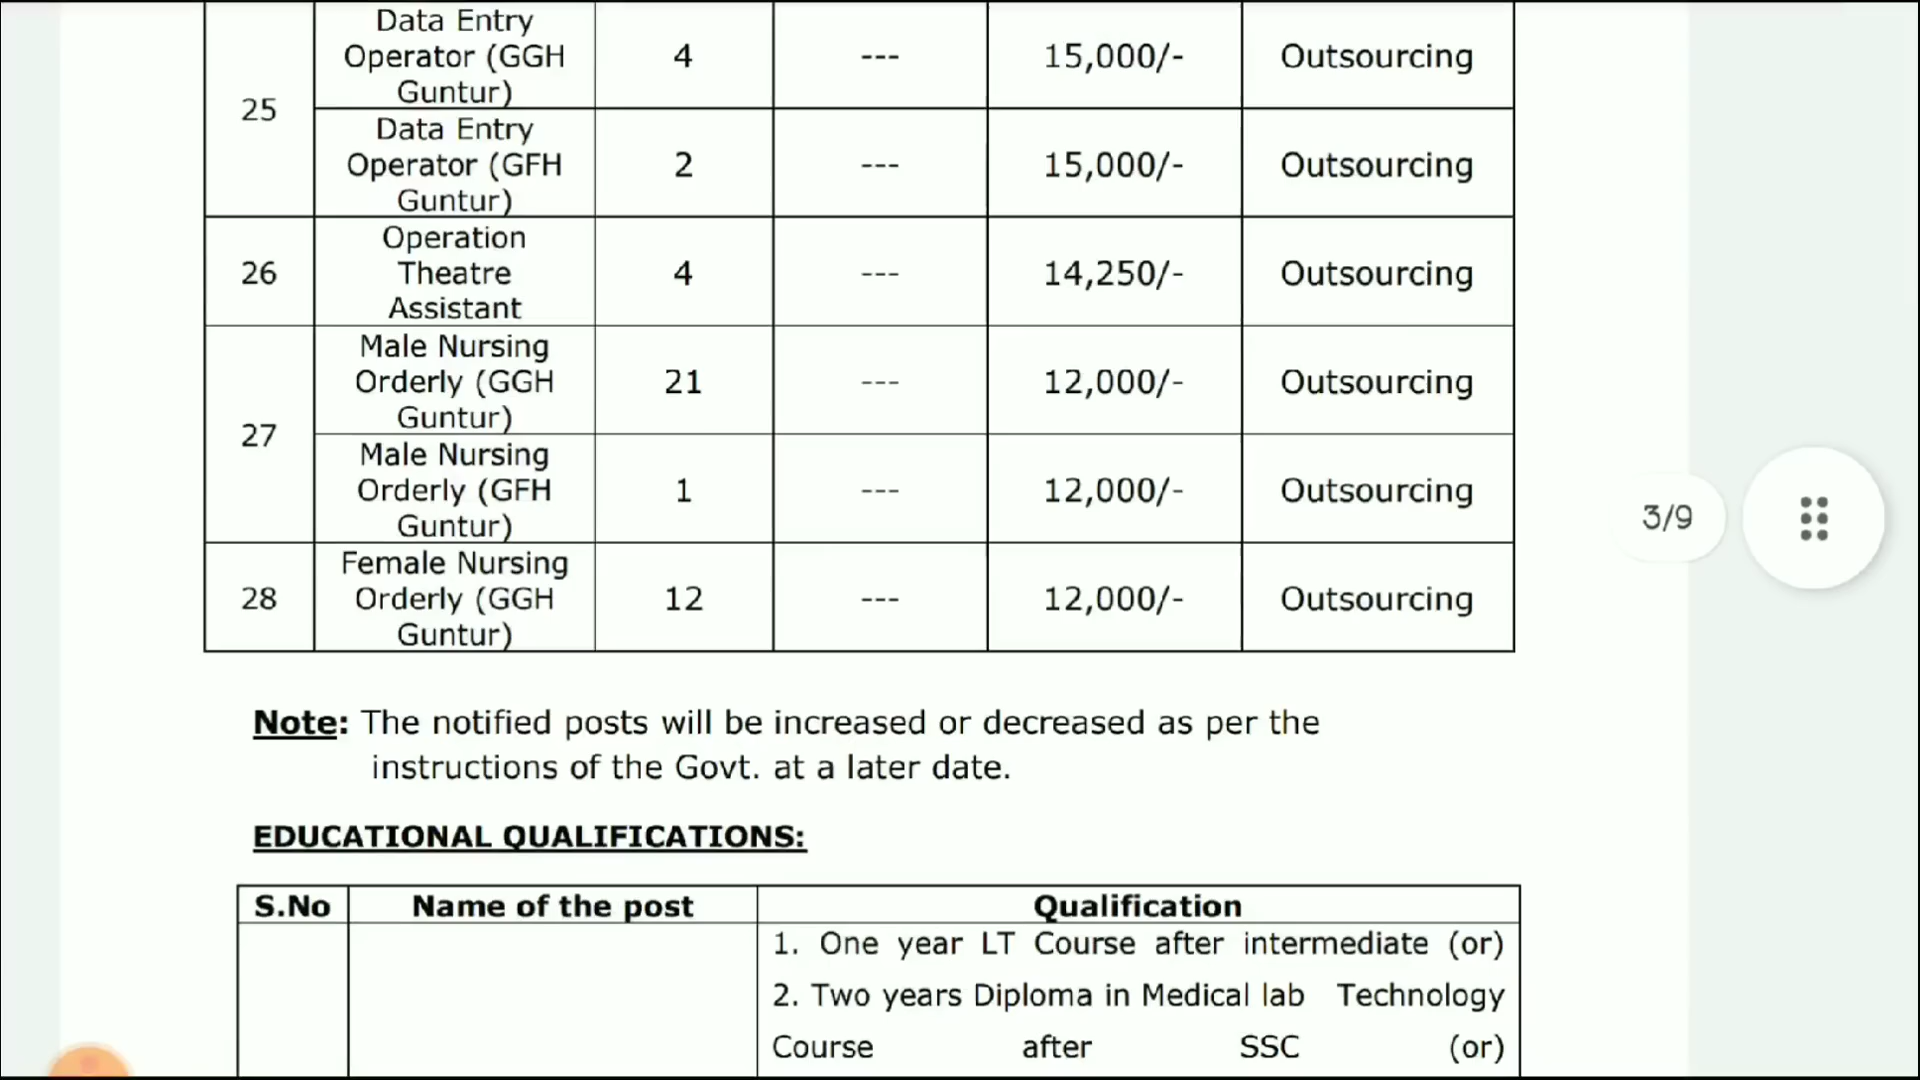 Data Entry
Operator (GGH 4 --- 15,000/- Outsourcing
Guntur)
25
Data Entry
Operator (GFH 2 --- 15,000/- Outsourcing
Guntur)
Operation
26 Theatre 4 --- 14,250/- Outsourcing
Assistant
Male Nursing
Orderly (GGH 21 --- 12,000/- Outsourcing
Guntur)
27
Male Nursing
Orderly (GFH 1 --- 12,000/- Outsourcing
Guntur)
Female Nursing
28 Orderly (GGH 12 --- 12,000/- Outsourcing
Guntur)
3/9
Note: The notified posts will be increased or decreased as per the
instructions of the Govt. at a later date.
EDUCATIONAL QUALIFICATIONS:
S.No Name of the post Qualification
1. One year LT Course after intermediate (or)
2. Two years Diploma in Medical lab Technology
Course after SSC (or)